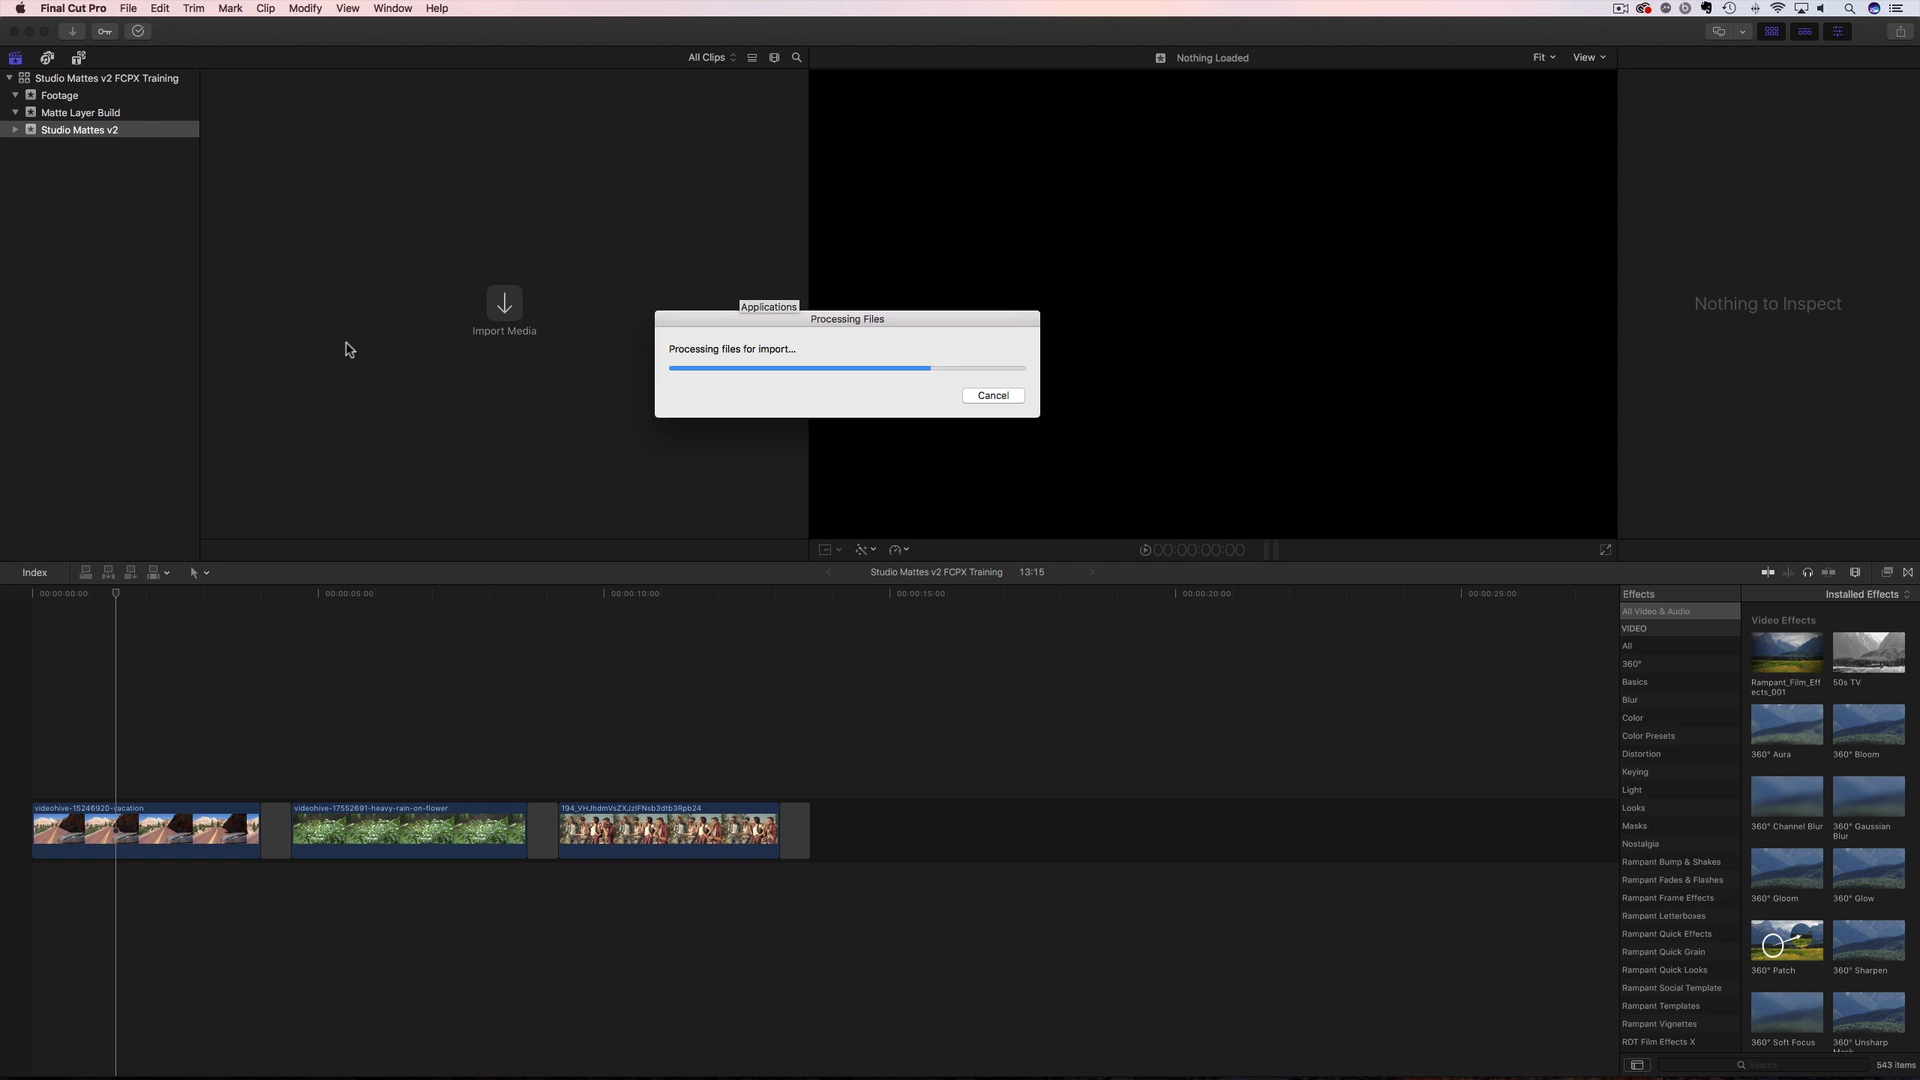 Final Cut Pro File Edit Trim Mark Clip Modify View Window Help
All Clips
Nothing Loaded
Fit
View
Studio Mattes v2 FCPX Training
Footage
Matte Layer Build
Studio Mattes v2
Import Media
Applications
Processing Files
Processing files for import...
Cancel
Nothing to Inspect
00:00:00:00
Index
Studio Mattes v2 FCPX Training
13:15
00:00:00:00
00:00:05:00
00:00:10:00
00:00:15:00
00:00:20:00
00:00:25:00
videohive-15246920-vacation
videohive-17552691-heavy-rain-on-flower
Effects
Installed Effects
All Video & Audio
VIDEO
All
360°
Basics
Blur
Color
Color Presets
Distortion
Keying
Light
Looks
Masks
Nostalgia
Rampant Bump & Shakes
Rampant Fades & Flashes
Rampant Frame Effects
Rampant Letterboxes
Rampant Quick Effects
Rampant Quick Grain
Rampant Quick Looks
Rampant Social Template
Rampant Templates
Rampant Vignettes
RDT Film Effects X
Video Effects
Rampant_Film_Eff
ects_001
50s TV
360° Aura
360° Bloom
360° Channel Blur
360° Gaussian
Blur
360° Gloom
360° Glow
360° Patch
360° Sharpen
360° Soft Focus
360° Unsharp
Mask
Search
543 items